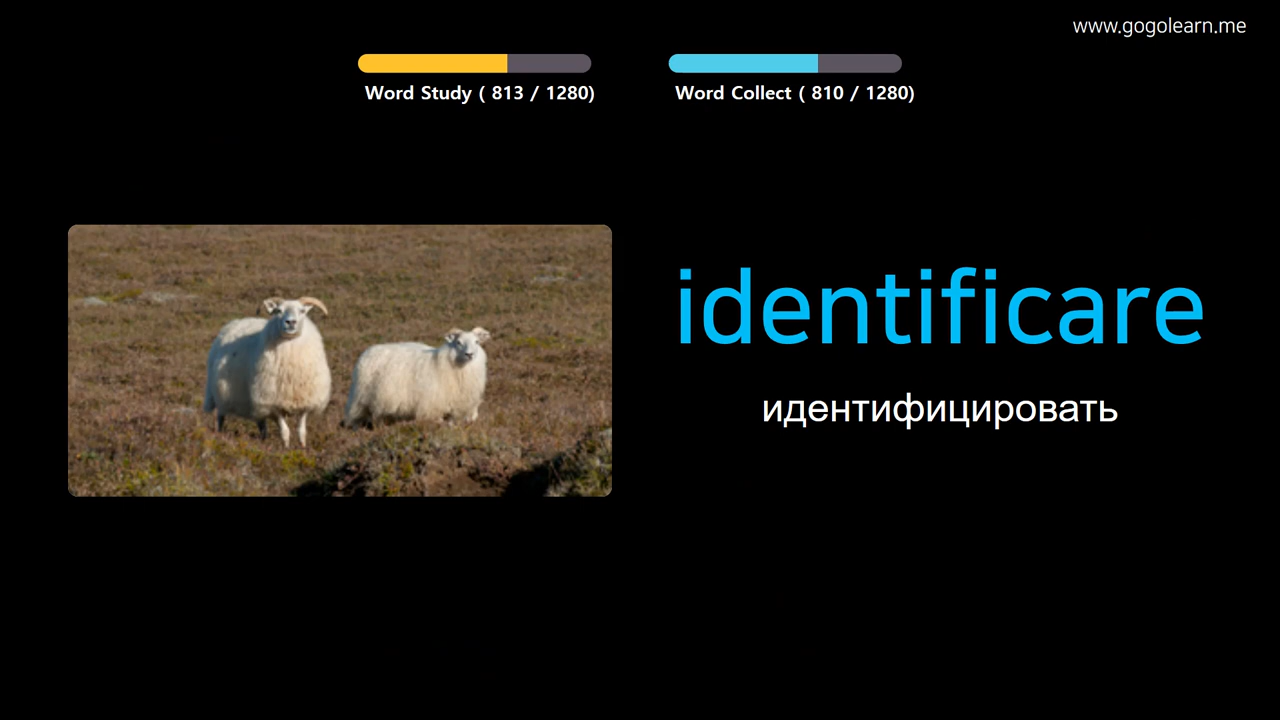 www.gogolearn.me
Word Study ( 813 / 1280)
Word Collect ( 810 / 1280)
identificare
идентифицировать